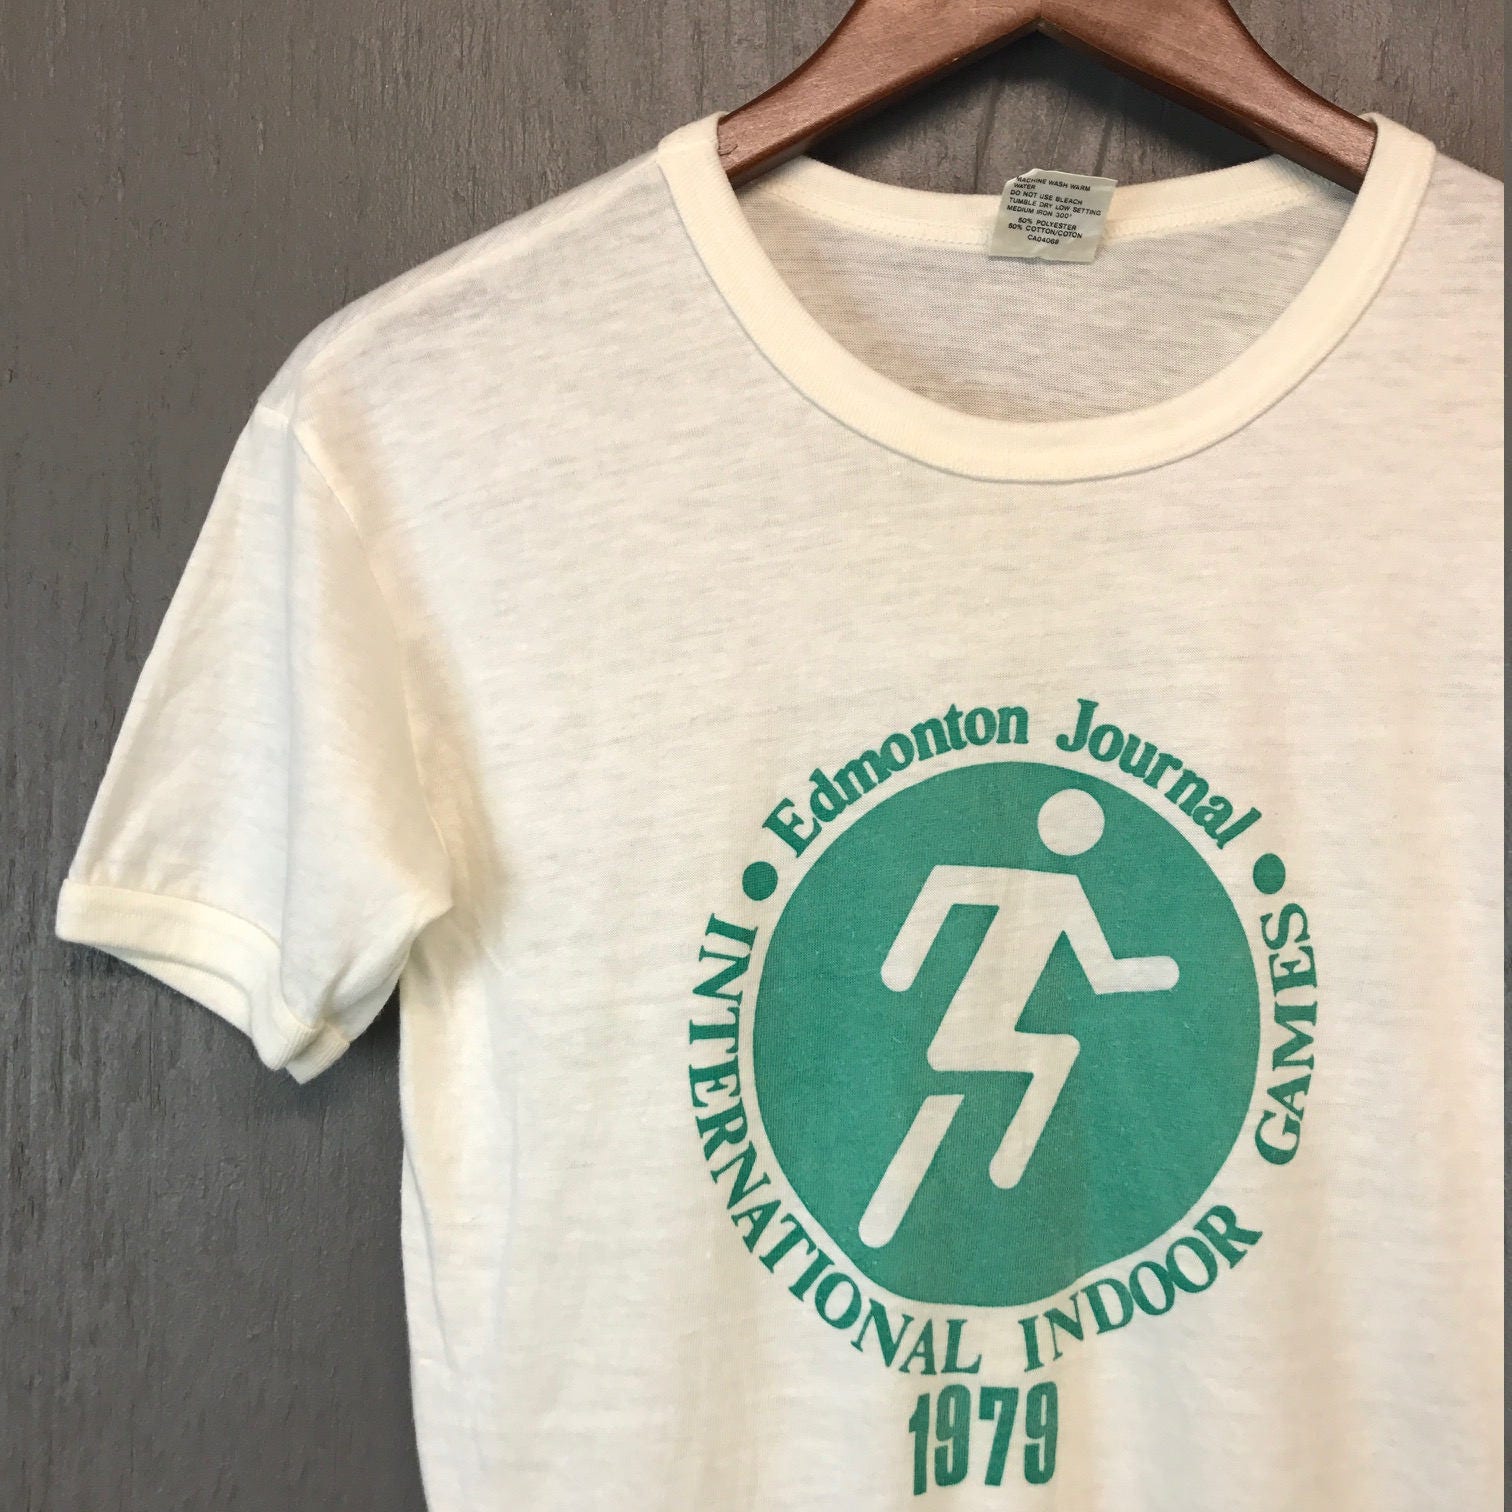 MACHINE WASH WARM
WATER
DO NOT USE BLEACH
TUMBLE DRY LOW SETTING
MEDIUM IRON 300°
50% POLYESTER
50% COTTON/COTON
CA04068
Edmonton Journal
INTERNATIONAL INDOOR GAMES
1979